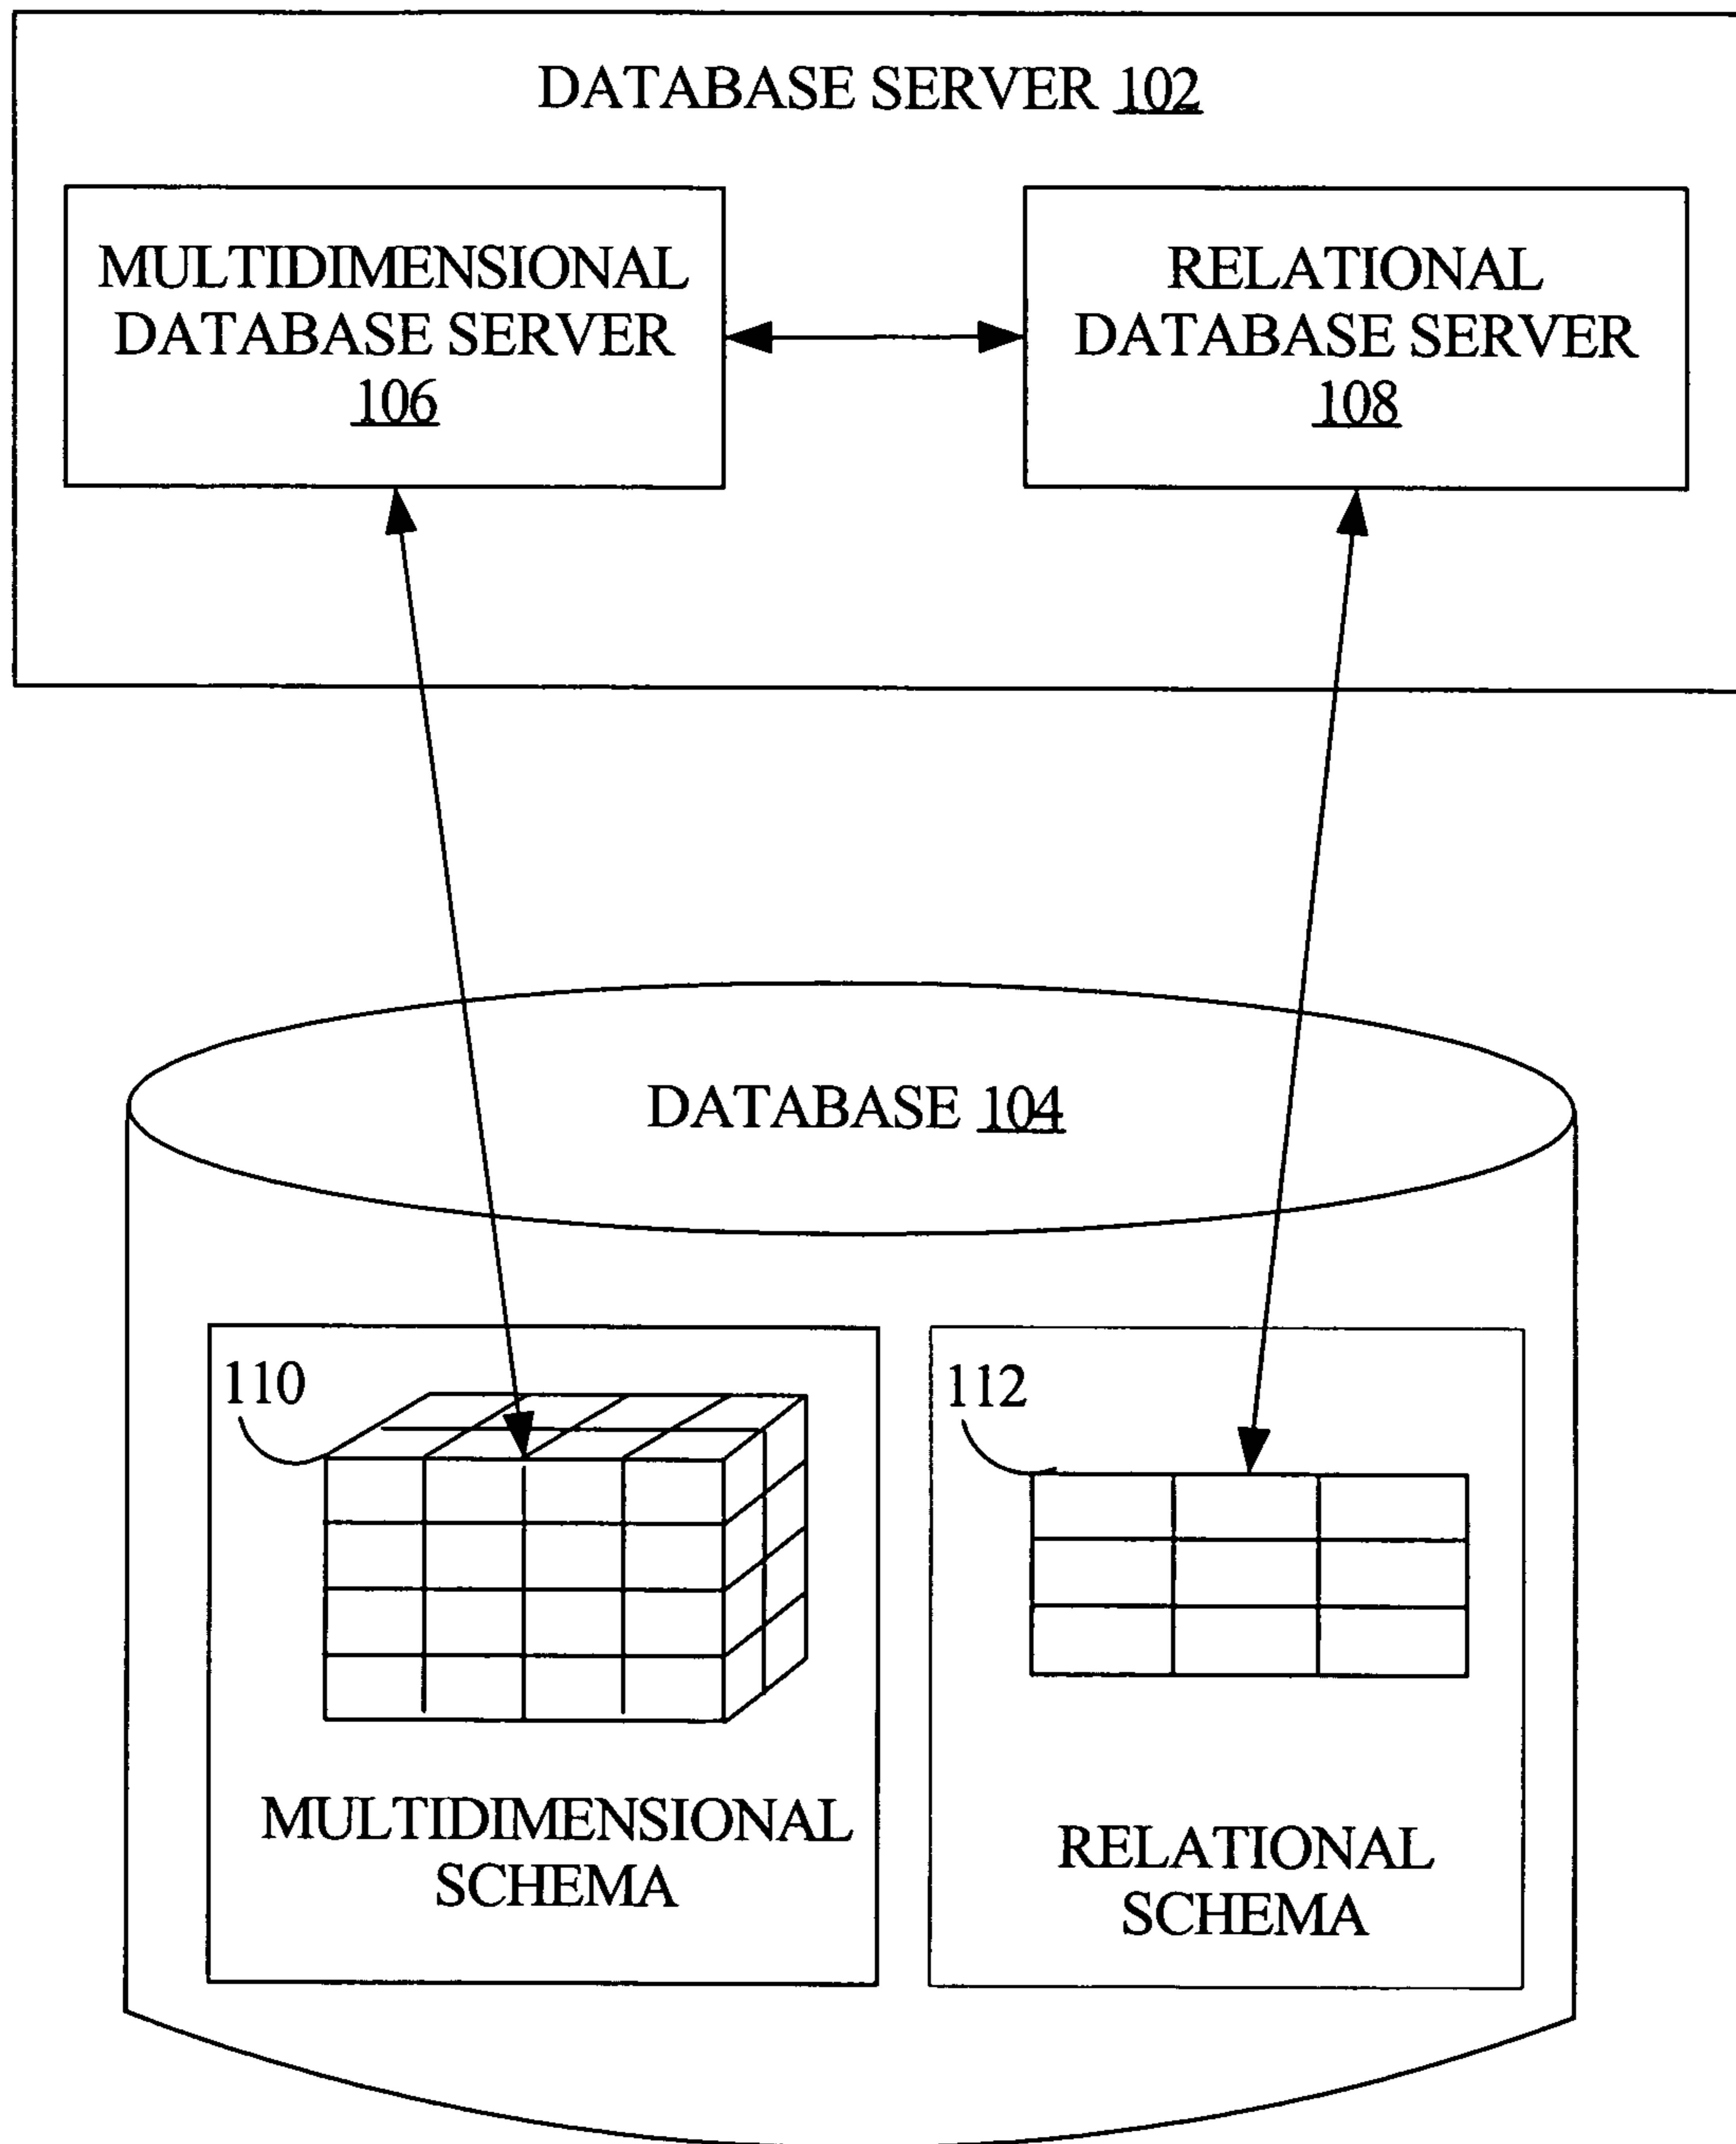 DATABASE SERVER 102
MULTIDIMENSIONAL
DATABASE SERVER
106
RELATIONAL
DATABASE SERVER
108
DATABASE 104
110
MULTIDIMENSIONAL
SCHEMA
112
RELATIONAL
SCHEMA